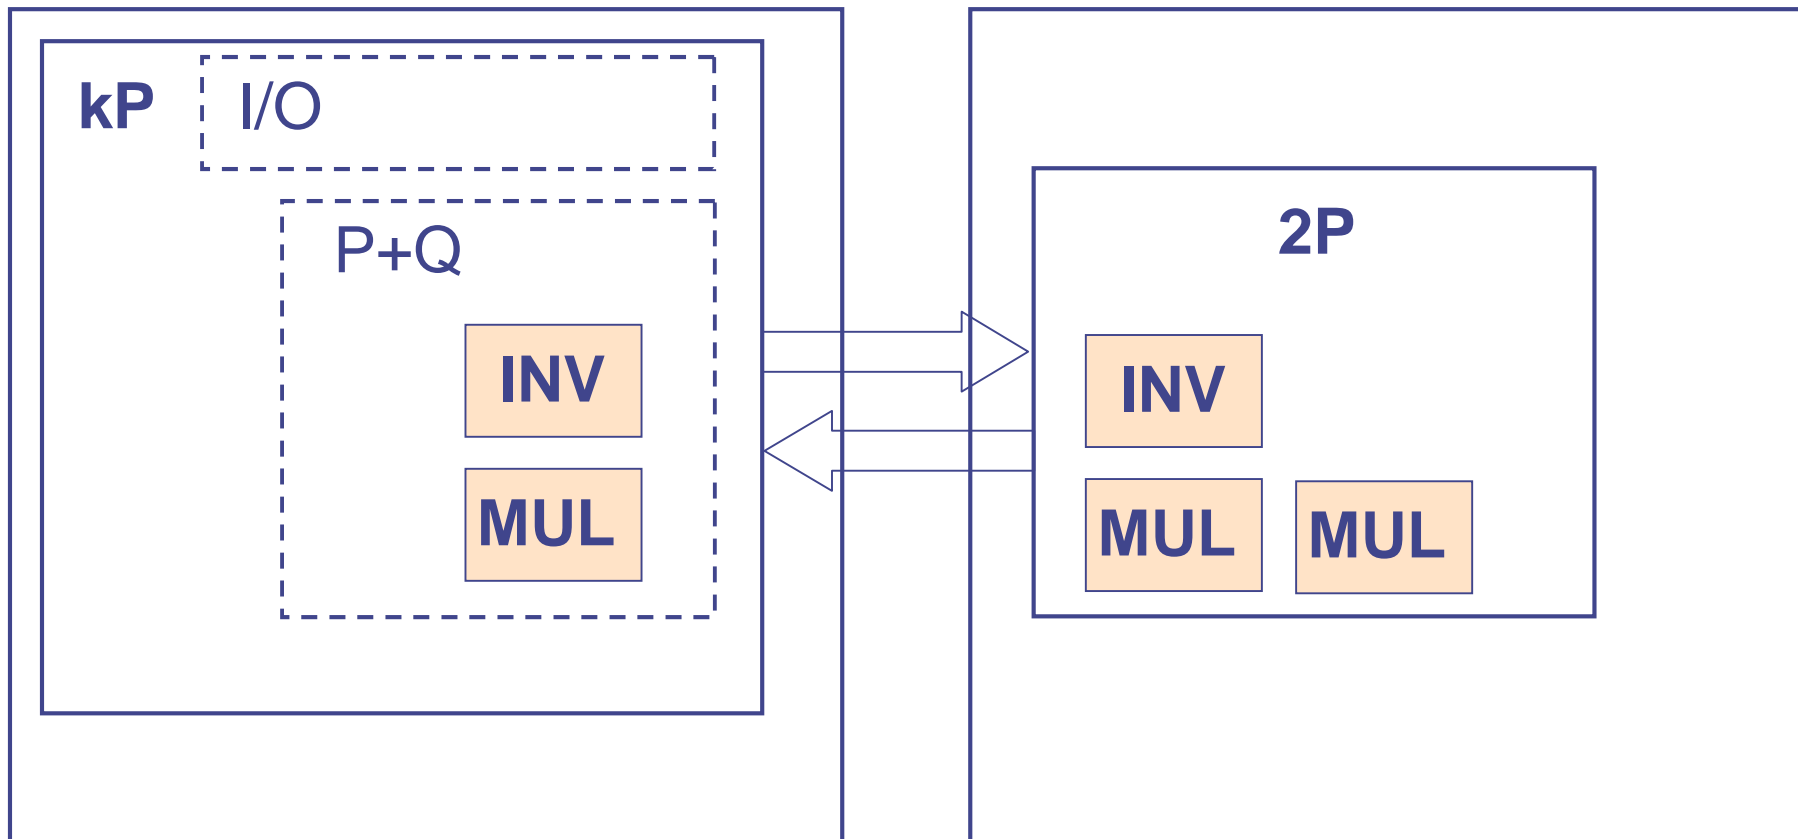 kP
I/O
P+Q
INV
MUL
2P
INV
MUL
MUL